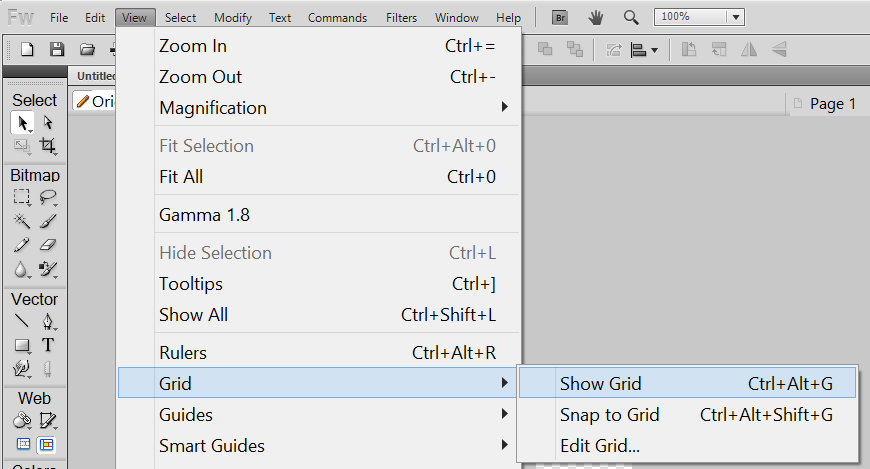 Fw File Edit View Select Modify Text Commands Filters Window Help Br 100%
Untitle
Ori
Page 1
Select
Bitmap
Vector
T
Web
Colors
Zoom In Ctrl+=
Zoom Out Ctrl+-
Magnification
Fit Selection Ctrl+Alt+0
Fit All Ctrl+0
Gamma 1.8
Hide Selection Ctrl+L
Tooltips Ctrl+]
Show All Ctrl+Shift+L
Rulers Ctrl+Alt+R
Grid
Guides
Smart Guides
Show Grid Ctrl+Alt+G
Snap to Grid Ctrl+Alt+Shift+G
Edit Grid...